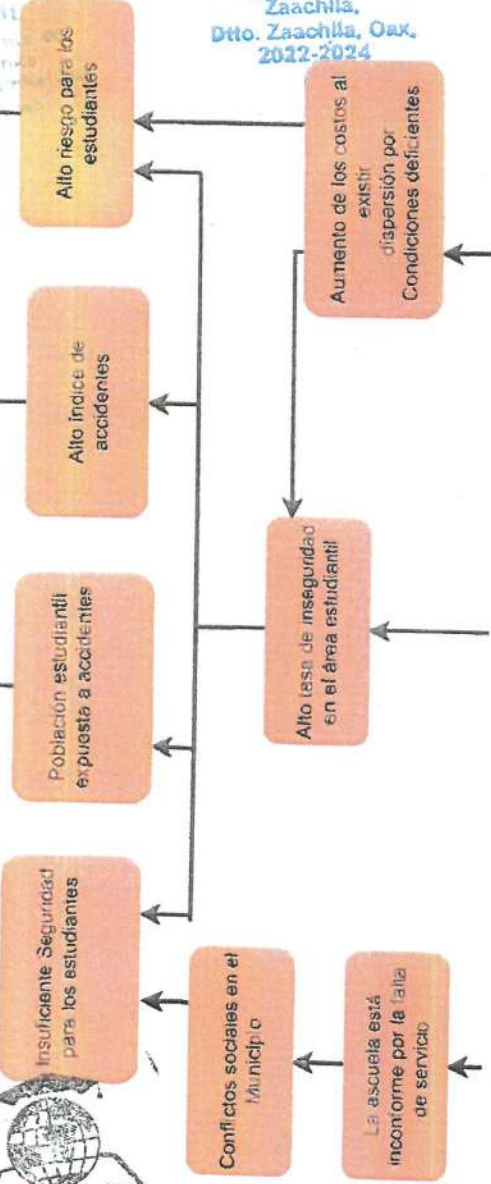 Zaachila,
Dtto. Zaachila, Oax.
2022-2024
Insuficiente Seguridad
para los estudiantes
Población estudiantil
expuesta a accidentes
Alto índice de
accidentes
Alto riesgo para los
estudiantes
Conflictos sociales en el
Municipio
Alto tasa de inseguridad
en el área estudiantil
Aumento de los costos al
existir
dispersión por
Condiciones deficientes
La ascuela está
inconforme por la falta
de servicio